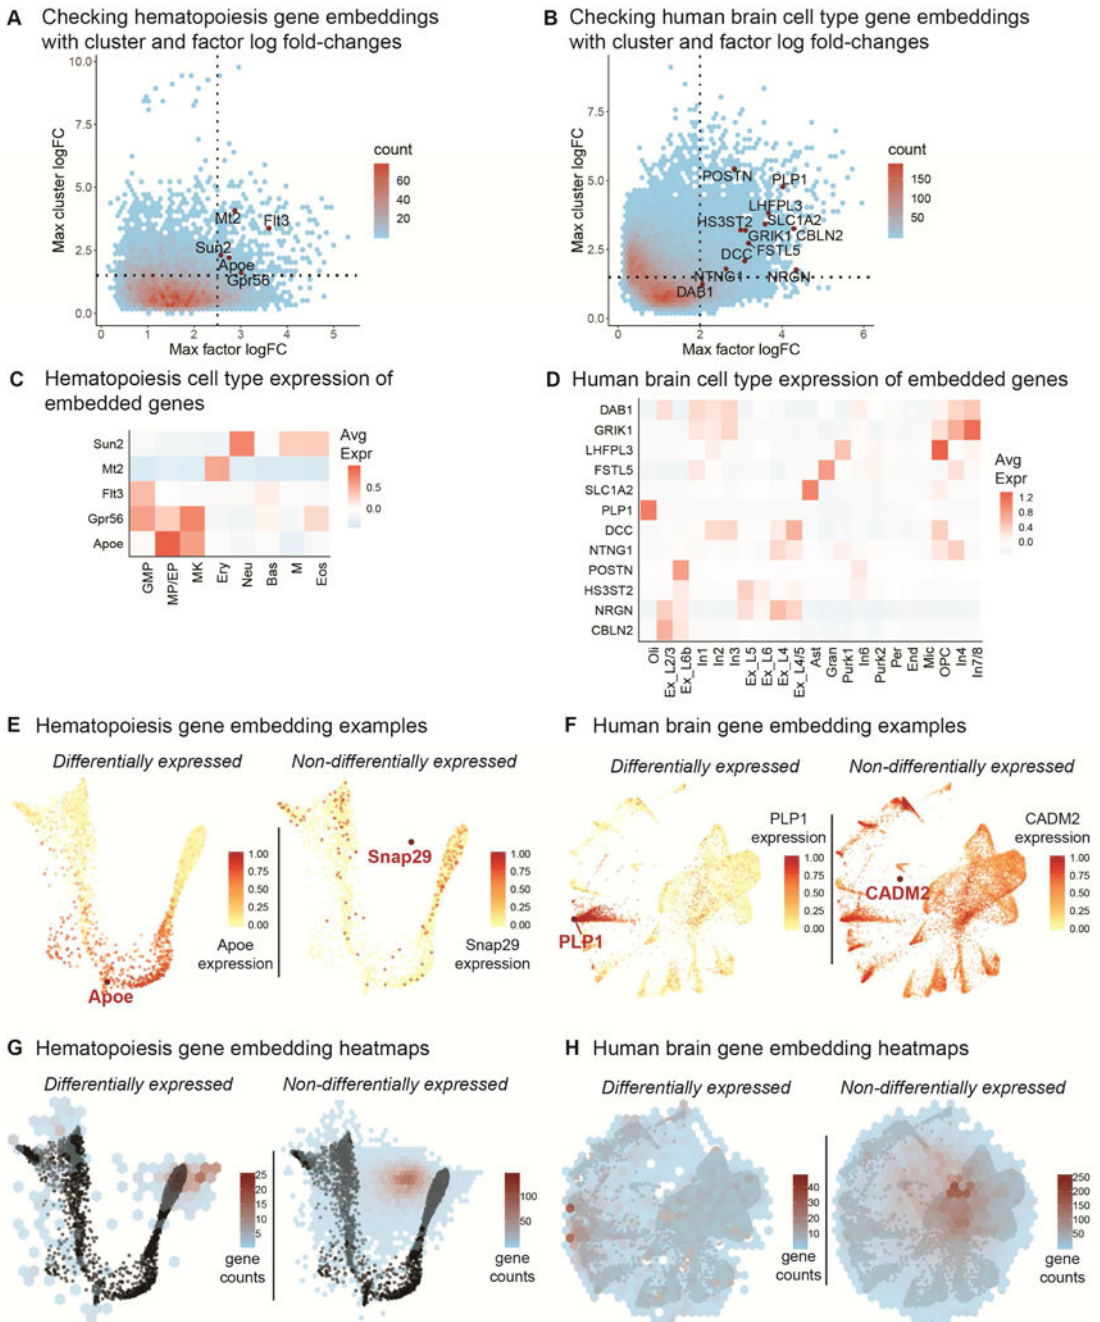 A Checking hematopoiesis gene embeddings
with cluster and factor log fold-changes
10.0
7.5
5.0
2.5
0.0
Max cluster logFC
0 1 2 3 4 5
Max factor logFC
Mt2
Flt3
Sun2
Apoe
Gpr56
count
60
40
20
B Checking human brain cell type gene embeddings
with cluster and factor log fold-changes
7.5
5.0
2.5
0.0
Max cluster logFC
0 2 4 6
Max factor logFC
POSTN
PLP1
LHFPL3
HS3ST2
SLC1A2
GRIK1
CBLN2
DCC
FSTL5
NTNG1
NRGN
DAB1
count
150
100
50
C Hematopoiesis cell type expression of
embedded genes
Sun2
Mt2
Flt3
Gpr56
Apoe
GMP
MP/EP
MK
Ery
Neu
Bas
M
Eos
Avg
Expr
0.5
0.0
D Human brain cell type expression of embedded genes
DAB1
GRIK1
LHFPL3
FSTL5
SLC1A2
PLP1
DCC
NTNG1
POSTN
HS3ST2
NRGN
CBLN2
Oli
Ex_L2/3
Ex_L6b
In1
In2
In3
Ex_L5
Ex_L6
Ex_L4
Ex_L4/5
Ast
Gran
Purk1
In6
Purk2
Per
End
Mic
OPC
In4
In7/8
Avg
Expr
1.2
0.8
0.4
0.0
E Hematopoiesis gene embedding examples
Differentially expressed
Non-differentially expressed
1.00
0.75
0.50
0.25
0.00
Apoe
expression
Apoe
Snap29
1.00
0.75
0.50
0.25
0.00
Snap29
expression
F Human brain gene embedding examples
Differentially expressed
Non-differentially expressed
PLP1
expression
1.00
0.75
0.50
0.25
0.00
PLP1
CADM2
expression
1.00
0.75
0.50
0.25
0.00
CADM2
G Hematopoiesis gene embedding heatmaps
Differentially expressed
Non-differentially expressed
25
20
15
10
5
gene
counts
100
50
gene
counts
H Human brain gene embedding heatmaps
Differentially expressed
Non-differentially expressed
40
30
20
10
gene
counts
250
200
150
100
50
gene
counts